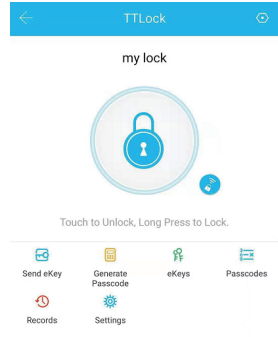 TTLock
my lock
Touch to Unlock, Long Press to Lock.
Send eKey
Generate
Passcode
eKeys
Passcodes
Records
Settings